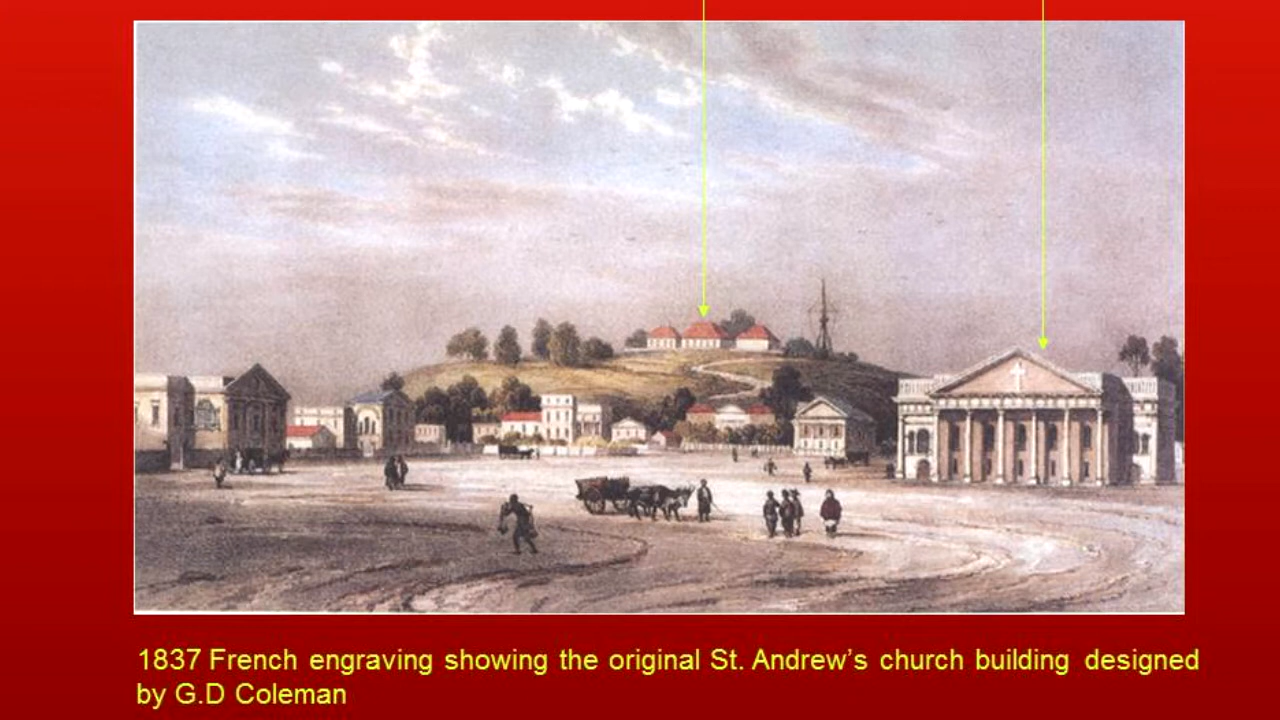 1837 French engraving showing the original St. Andrew’s church building designed
by G.D Coleman